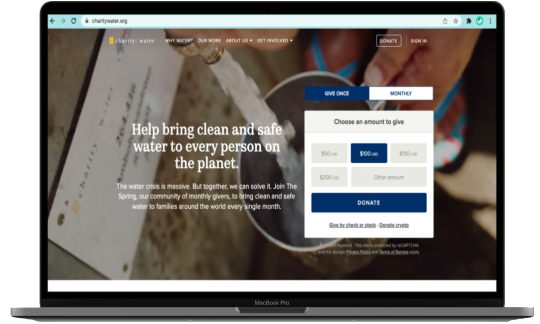 charitywater.org
charity: water
WHY WATER? OUR WORK ABOUT US GET INVOLVED
DONATE
SIGN IN
GIVE ONCE
MONTHLY
Choose an amount to give
Help bring clean and safe
water to every person on
the planet.
The water crisis is massive. But together, we can solve it. Join The
Spring, our community of monthly givers, to bring clean and safe
water to families around the world every single month.
$50 USD
$100 USD
$150 USD
$200 USD
Other amount
DONATE
Give by check or stock - Donate crypto
payment. This site is protected by reCAPTCHA
and the Google Privacy Policy and Terms of Service apply.
MacBook Pro